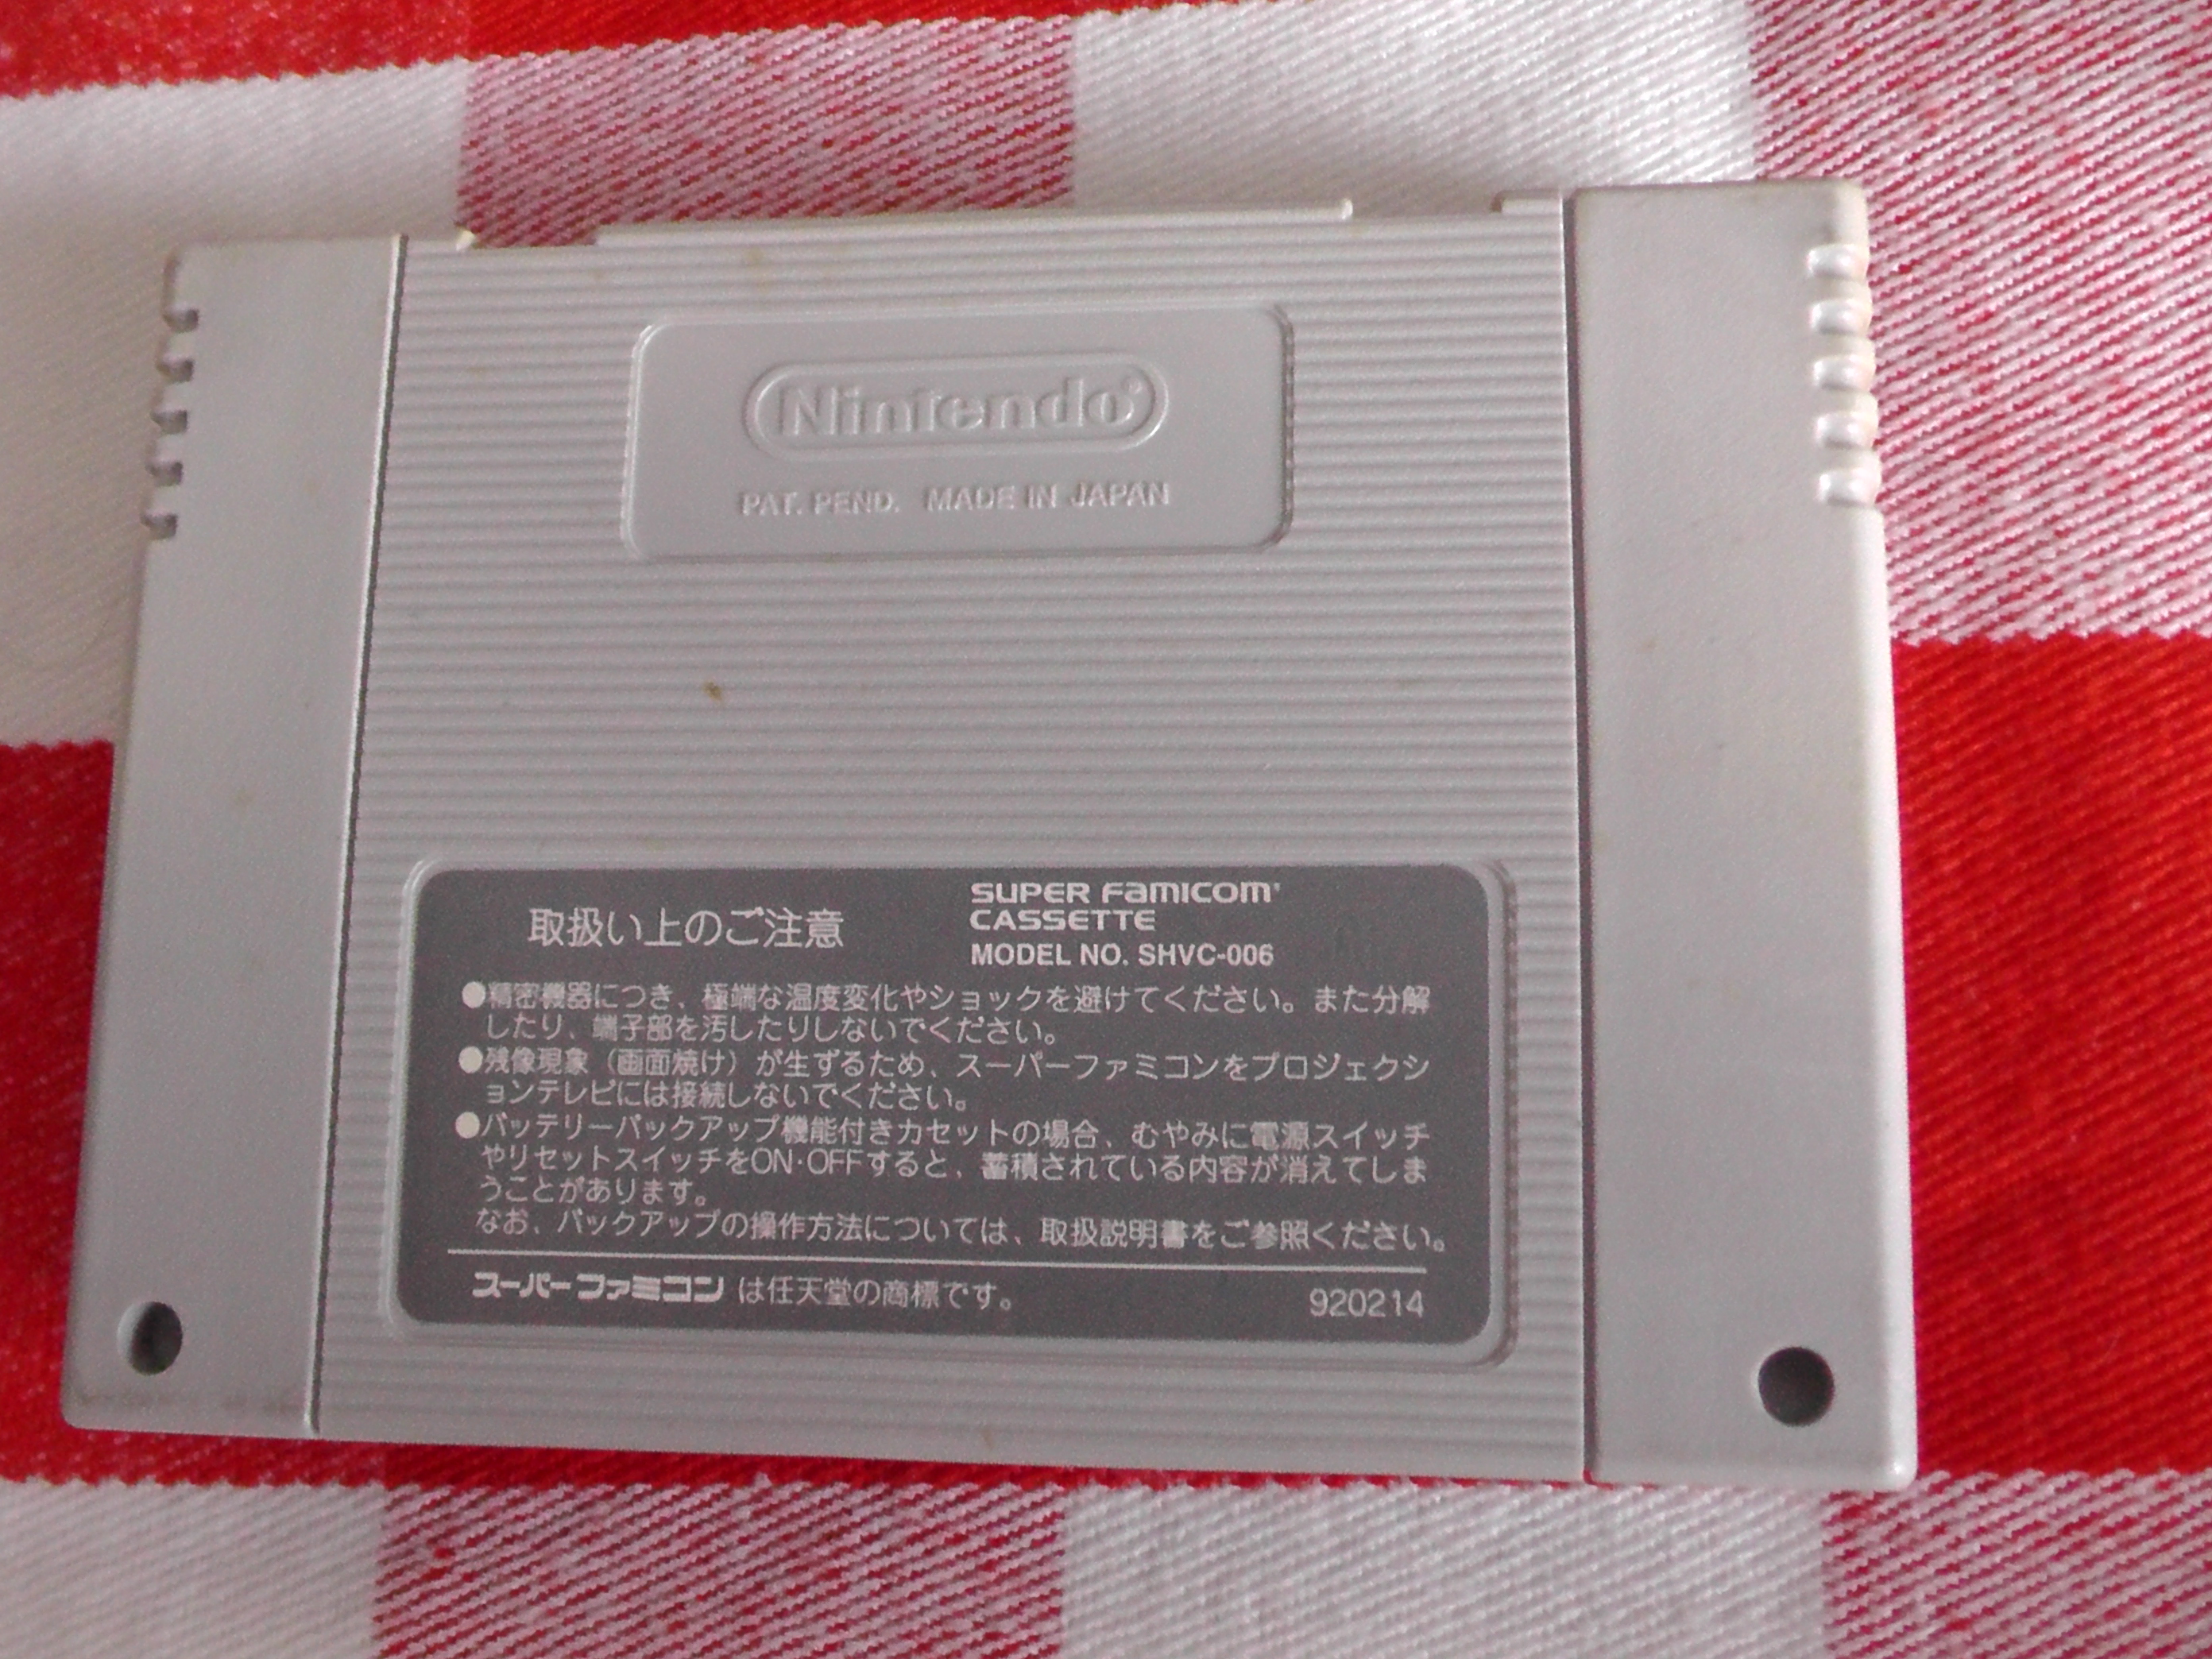 Nintendo®
PAT. PEND. MADE IN JAPAN
取扱い上のご注意
SUPER FAMICOM®
CASSETTE
MODEL NO. SHVC-006
●精密機器につき、極端な温度変化やショックを避けてください。また分解
したり、端子部を汚したりしないでください。
●残像現象（画面焼け）が生ずるため、スーパーファミコンをプロジェクシ
ョンテレビには接続しないでください。
●バッテリーバックアップ機能付きカセットの場合、むやみに電源スイッチ
やリセットスイッチをON・OFFすると、蓄積されている内容が消えてしま
うことがあります。
なお、バックアップの操作方法については、取扱説明書をご参照ください。
スーパーファミコン は任天堂の商標です。
920214